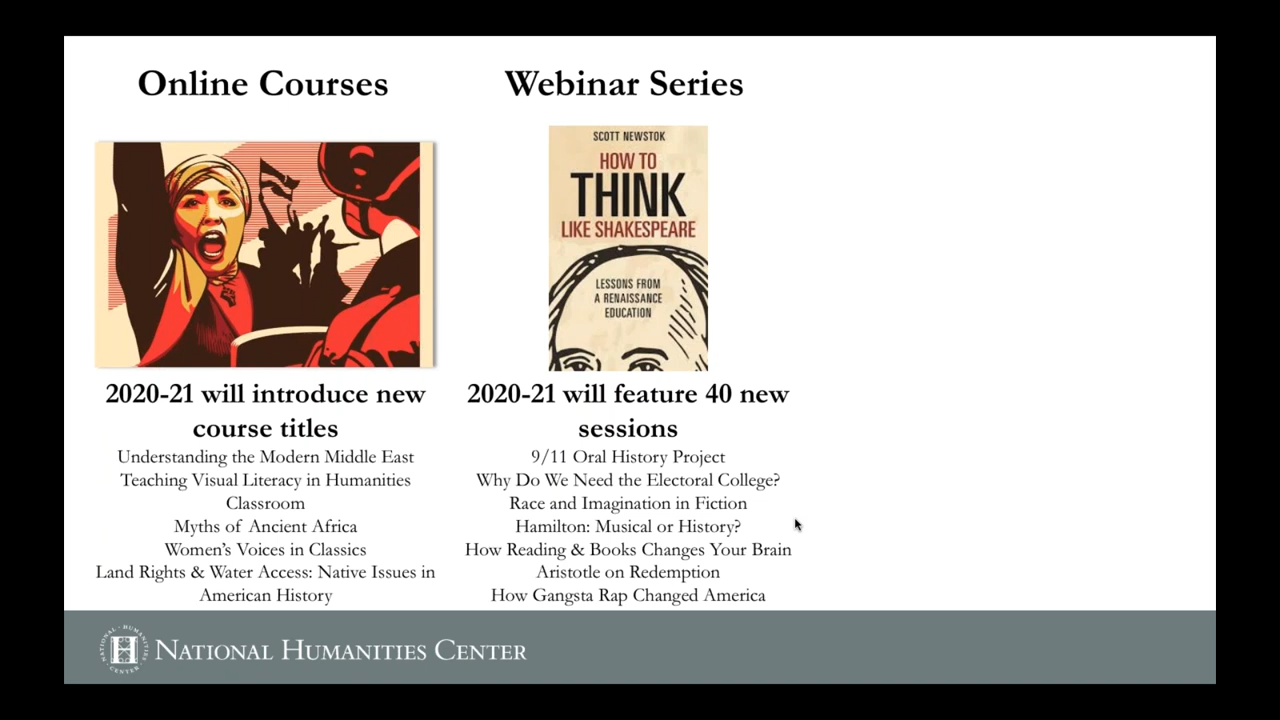 Online Courses
2020-21 will introduce new
course titles
Understanding the Modern Middle East
Teaching Visual Literacy in Humanities
Classroom
Myths of Ancient Africa
Women's Voices in Classics
Land Rights & Water Access: Native Issues in
American History
Webinar Series
SCOTT NEWSTOK
HOW TO
THINK
LIKE SHAKESPEARE
LESSONS FROM
A RENAISSANCE
EDUCATION
2020-21 will feature 40 new
sessions
9/11 Oral History Project
Why Do We Need the Electoral College?
Race and Imagination in Fiction
Hamilton: Musical or History?
How Reading & Books Changes Your Brain
Aristotle on Redemption
How Gangsta Rap Changed America
NATIONAL · HUMANITIES · CENTER ·
NATIONAL HUMANITIES CENTER